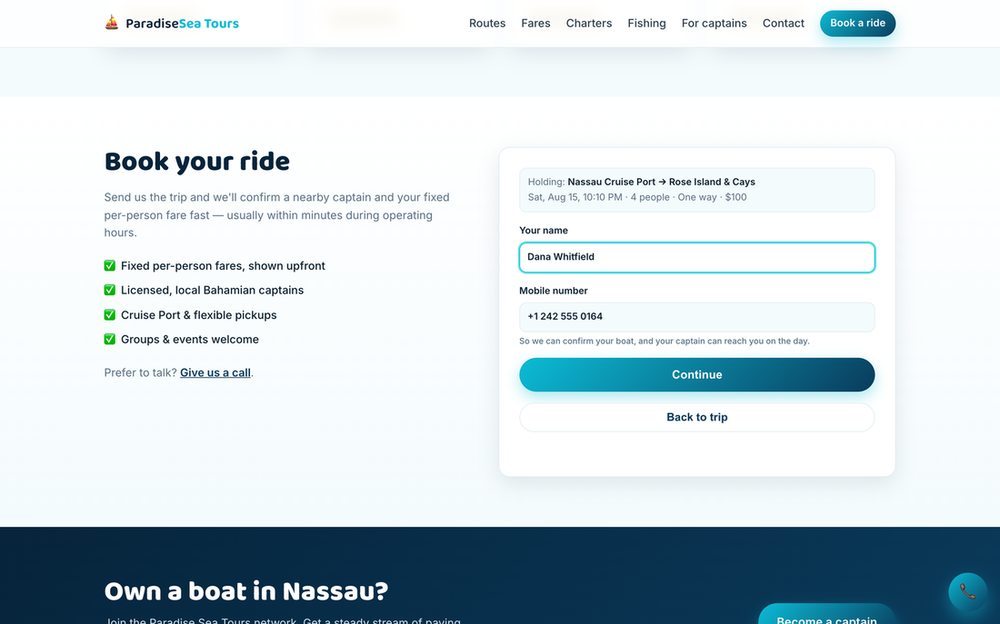 ParadiseSea Tours
Routes
Fares
Charters
Fishing
For captains
Contact
Book a ride
Book your ride
Send us the trip and we'll confirm a nearby captain and your fixed
per-person fare fast — usually within minutes during operating
hours.
Fixed per-person fares, shown upfront
Licensed, local Bahamian captains
Cruise Port & flexible pickups
Groups & events welcome
Prefer to talk? Give us a call.
Holding: Nassau Cruise Port → Rose Island & Cays
Sat, Aug 15, 10:10 PM · 4 people · One way · $100
Your name
Dana Whitfield
Mobile number
+1 242 555 0164
So we can confirm your boat, and your captain can reach you on the day.
Continue
Back to trip
Own a boat in Nassau?
Join the Paradise Sea Tours network. Get a steady stream of paying
Become a captain